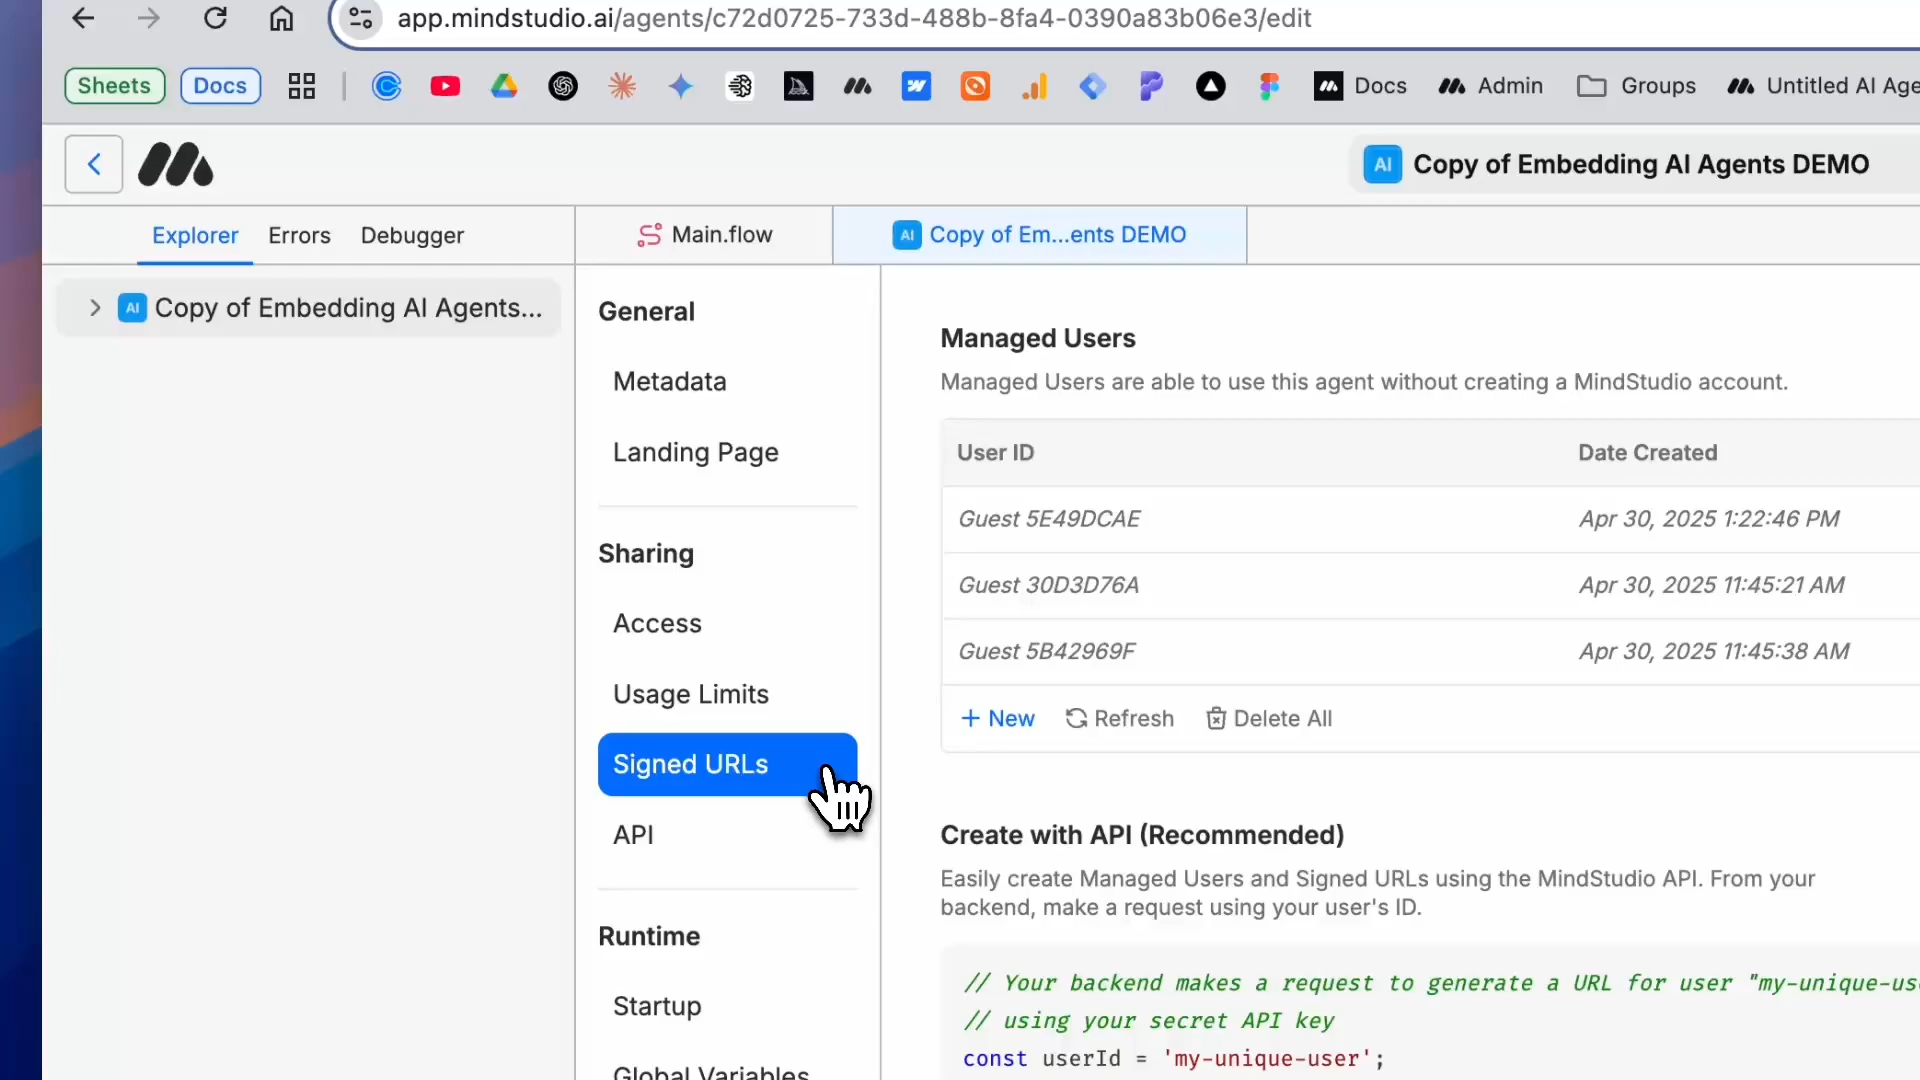 app.mindstudio.ai/agents/c72d0725-733d-488b-8fa4-0390a83b06e3/edit
Sheets Docs Docs Admin Groups Untitled AI Age
AI Copy of Embedding AI Agents DEMO
Explorer Errors Debugger Main.flow AI Copy of Em...ents DEMO
AI Copy of Embedding AI Agents...
General
Metadata
Landing Page
Sharing
Access
Usage Limits
Signed URLs
API
Runtime
Startup
Global Variables
Managed Users
Managed Users are able to use this agent without creating a MindStudio account.
User ID Date Created
Guest 5E49DCAE Apr 30, 2025 1:22:46 PM
Guest 30D3D76A Apr 30, 2025 11:45:21 AM
Guest 5B42969F Apr 30, 2025 11:45:38 AM
+ New Refresh Delete All
Create with API (Recommended)
Easily create Managed Users and Signed URLs using the MindStudio API. From your
backend, make a request using your user's ID.
// Your backend makes a request to generate a URL for user "my-unique-us
// using your secret API key
const userId = 'my-unique-user';